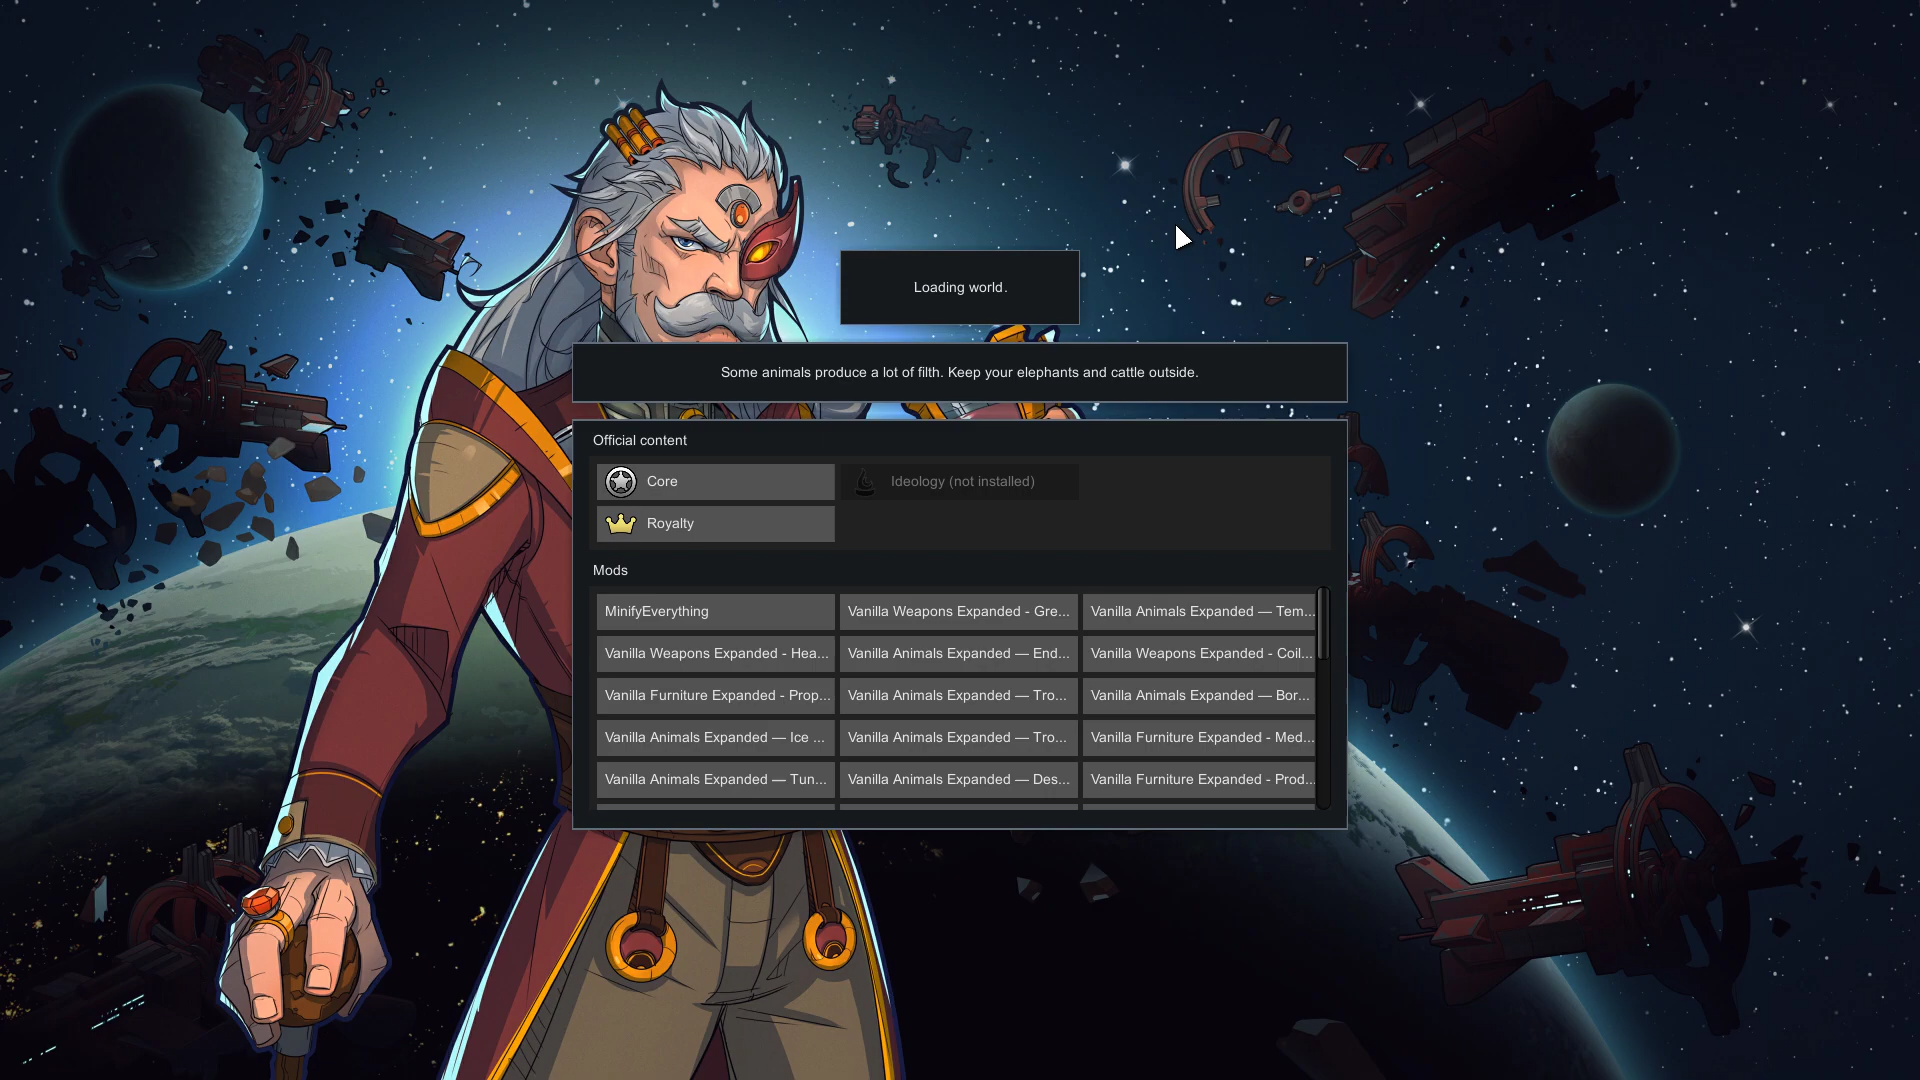 Loading world.
Some animals produce a lot of filth. Keep your elephants and cattle outside.
Official content
Core
Ideology (not installed)
Royalty
Mods
MinifyEverything
Vanilla Weapons Expanded - Gre...
Vanilla Animals Expanded — Tem...
Vanilla Weapons Expanded - Hea...
Vanilla Animals Expanded — End...
Vanilla Weapons Expanded - Coil...
Vanilla Furniture Expanded - Prop...
Vanilla Animals Expanded — Tro...
Vanilla Animals Expanded — Bor...
Vanilla Animals Expanded — Ice ...
Vanilla Animals Expanded — Tro...
Vanilla Furniture Expanded - Med...
Vanilla Animals Expanded — Tun...
Vanilla Animals Expanded — Des...
Vanilla Furniture Expanded - Prod...